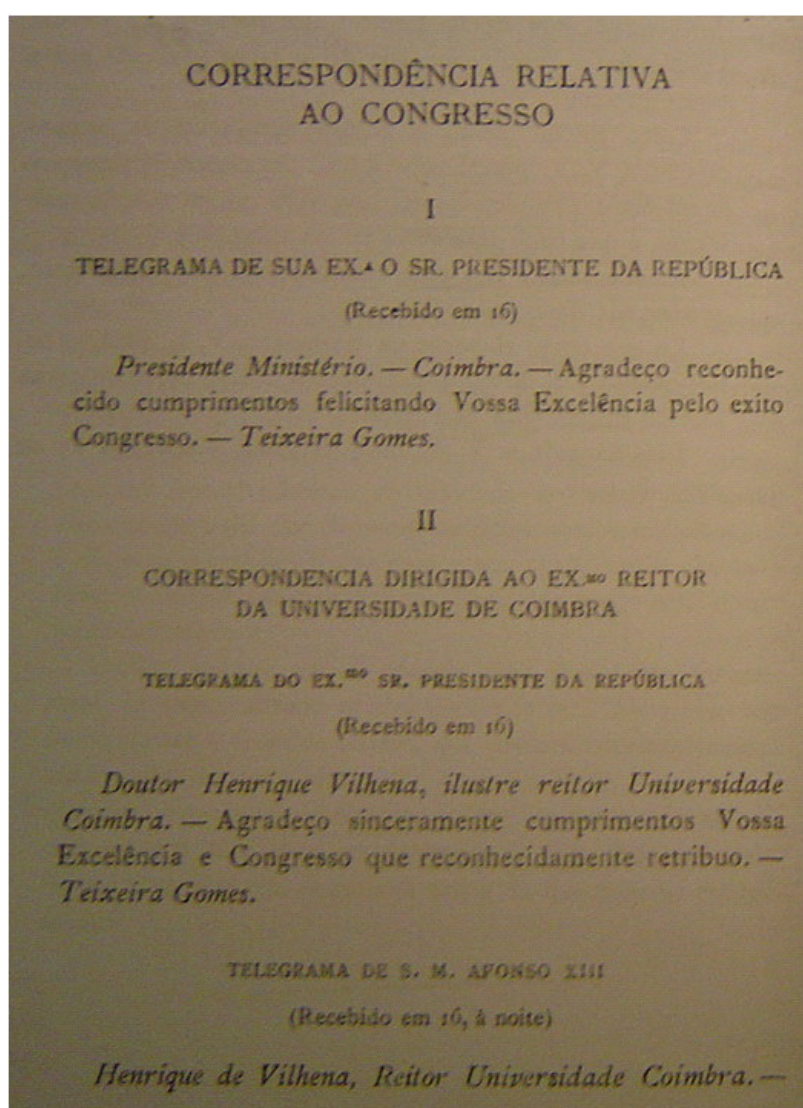 CORRESPONDÊNCIA RELATIVA
AO CONGRESSO
I
TELEGRAMA DE SUA EX.ª O SR. PRESIDENTE DA REPÚBLICA
(Recebido em 16)
Presidente Ministério. — Coimbra. — Agradeço reconhe-
cido cumprimentos felicitando Vossa Excelência pelo exito
Congresso. — Teixeira Gomes.
II
CORRESPONDENCIA DIRIGIDA AO EX.mo REITOR
DA UNIVERSIDADE DE COIMBRA
TELEGRAMA DO EX.mo SR. PRESIDENTE DA REPÚBLICA
(Recebido em 16)
Doutor Henrique Vilhena, ilustre reitor Universidade
Coimbra. — Agradeço sinceramente cumprimentos Vossa
Excelência e Congresso que reconhecidamente retribuo. —
Teixeira Gomes.
TELEGRAMA DE S. M. AFONSO XIII
(Recebido em 16, à noite)
Henrique de Vilhena, Reitor Universidade Coimbra. —